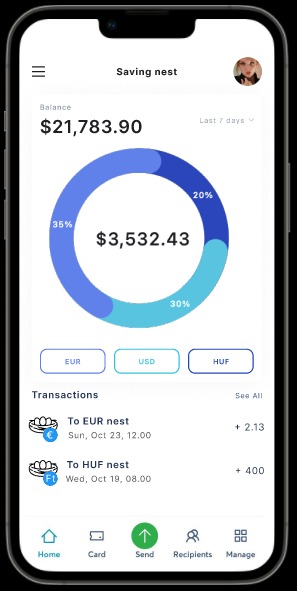 Saving nest
Balance
$21,783.90
Last 7 days
20%
35%
$3,532.43
30%
EUR
USD
HUF
Transactions
See All
To EUR nest
Sun, Oct 23, 12.00
+ 2.13
€
To HUF nest
Wed, Oct 19, 08.00
+ 400
Ft
Home
Card
Send
Recipients
Manage